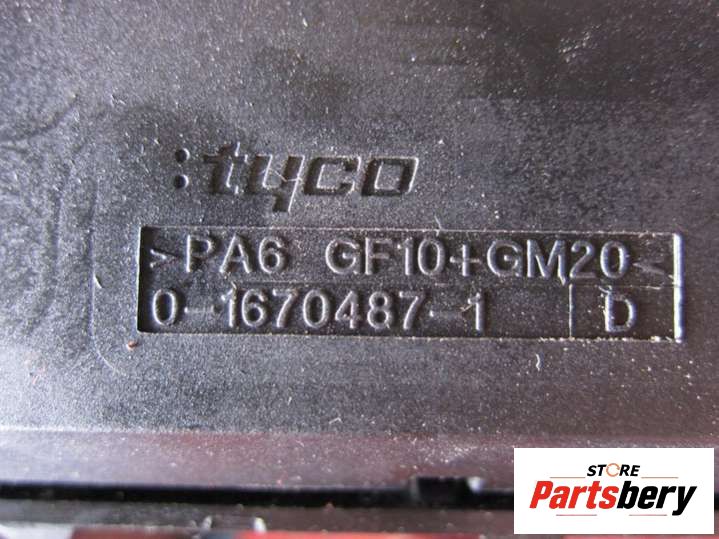 :tyco
>PA6 GF10+GM20<
0-1670487-1 D
STORE
Partsbery